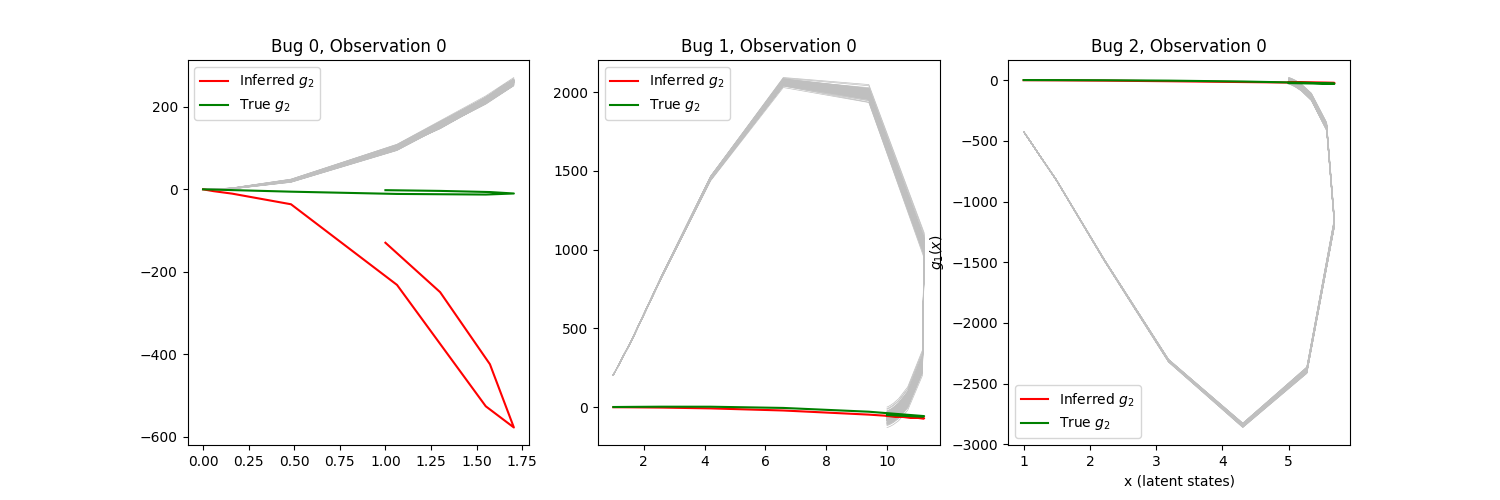 Bug 0, Observation 0
Inferred g₂
True g₂
200
0
−200
−400
−600
0.00 0.25 0.50 0.75 1.00 1.25 1.50 1.75
Bug 1, Observation 0
Inferred g₂
True g₂
2000
1500
1000
500
0
2 4 6 8 10
Bug 2, Observation 0
g₁(x)
0
−500
−1000
−1500
−2000
−2500
−3000
Inferred g₂
True g₂
1 2 3 4 5
x (latent states)